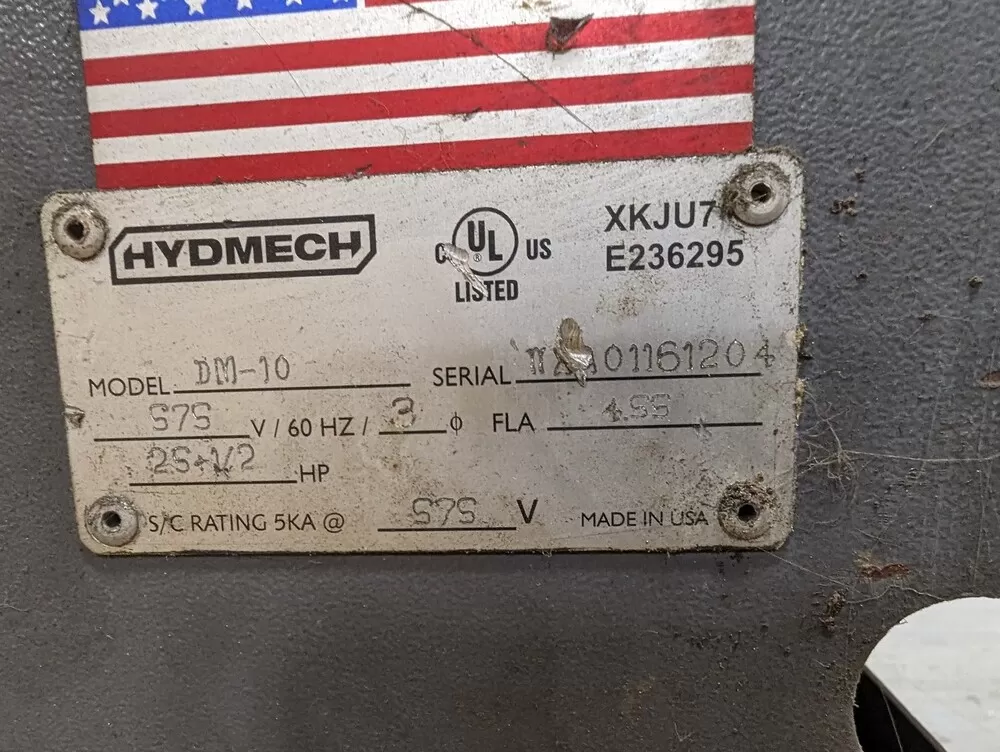 HYDMECH
C UL® US
LISTED
XKJU7
E236295
MODEL DM-10 SERIAL
575 V / 60 HZ / 3 ϕ FLA 4.55
HP
S/C RATING 5KA @ 575 V MADE IN USA